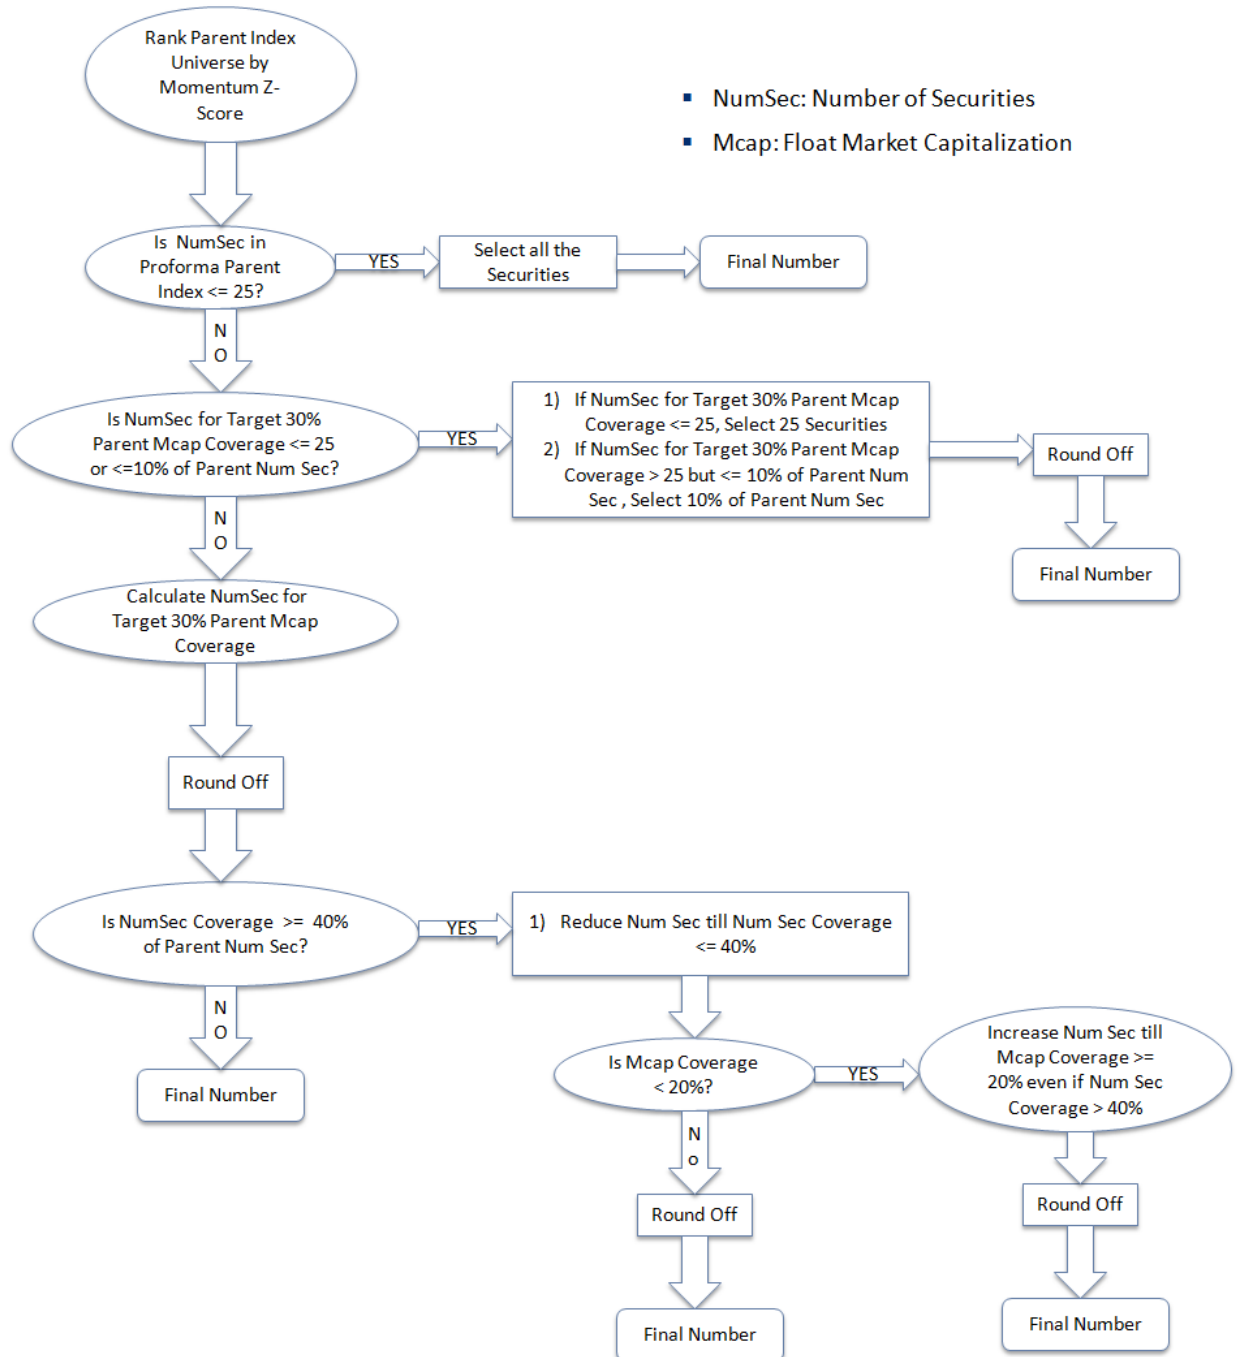 Rank Parent Index
Universe by
Momentum Z-
Score
▪ NumSec: Number of Securities
▪ Mcap: Float Market Capitalization
Is NumSec in
Proforma Parent
Index <= 25?
YES
Select all the
Securities
Final Number
N
O
Is NumSec for Target 30%
Parent Mcap Coverage <= 25
or <=10% of Parent Num Sec?
YES
1) If NumSec for Target 30% Parent Mcap
Coverage <= 25, Select 25 Securities
2) If NumSec for Target 30% Parent Mcap
Coverage > 25 but <= 10% of Parent Num
Sec , Select 10% of Parent Num Sec
Round Off
Final Number
N
O
Calculate NumSec for
Target 30% Parent Mcap
Coverage
Round Off
Is NumSec Coverage >= 40%
of Parent Num Sec?
YES
1) Reduce Num Sec till Num Sec Coverage
<= 40%
N
O
Final Number
Is Mcap Coverage
< 20%?
YES
Increase Num Sec till
Mcap Coverage >=
20% even if Num Sec
Coverage > 40%
N
o
Round Off
Final Number
Round Off
Final Number